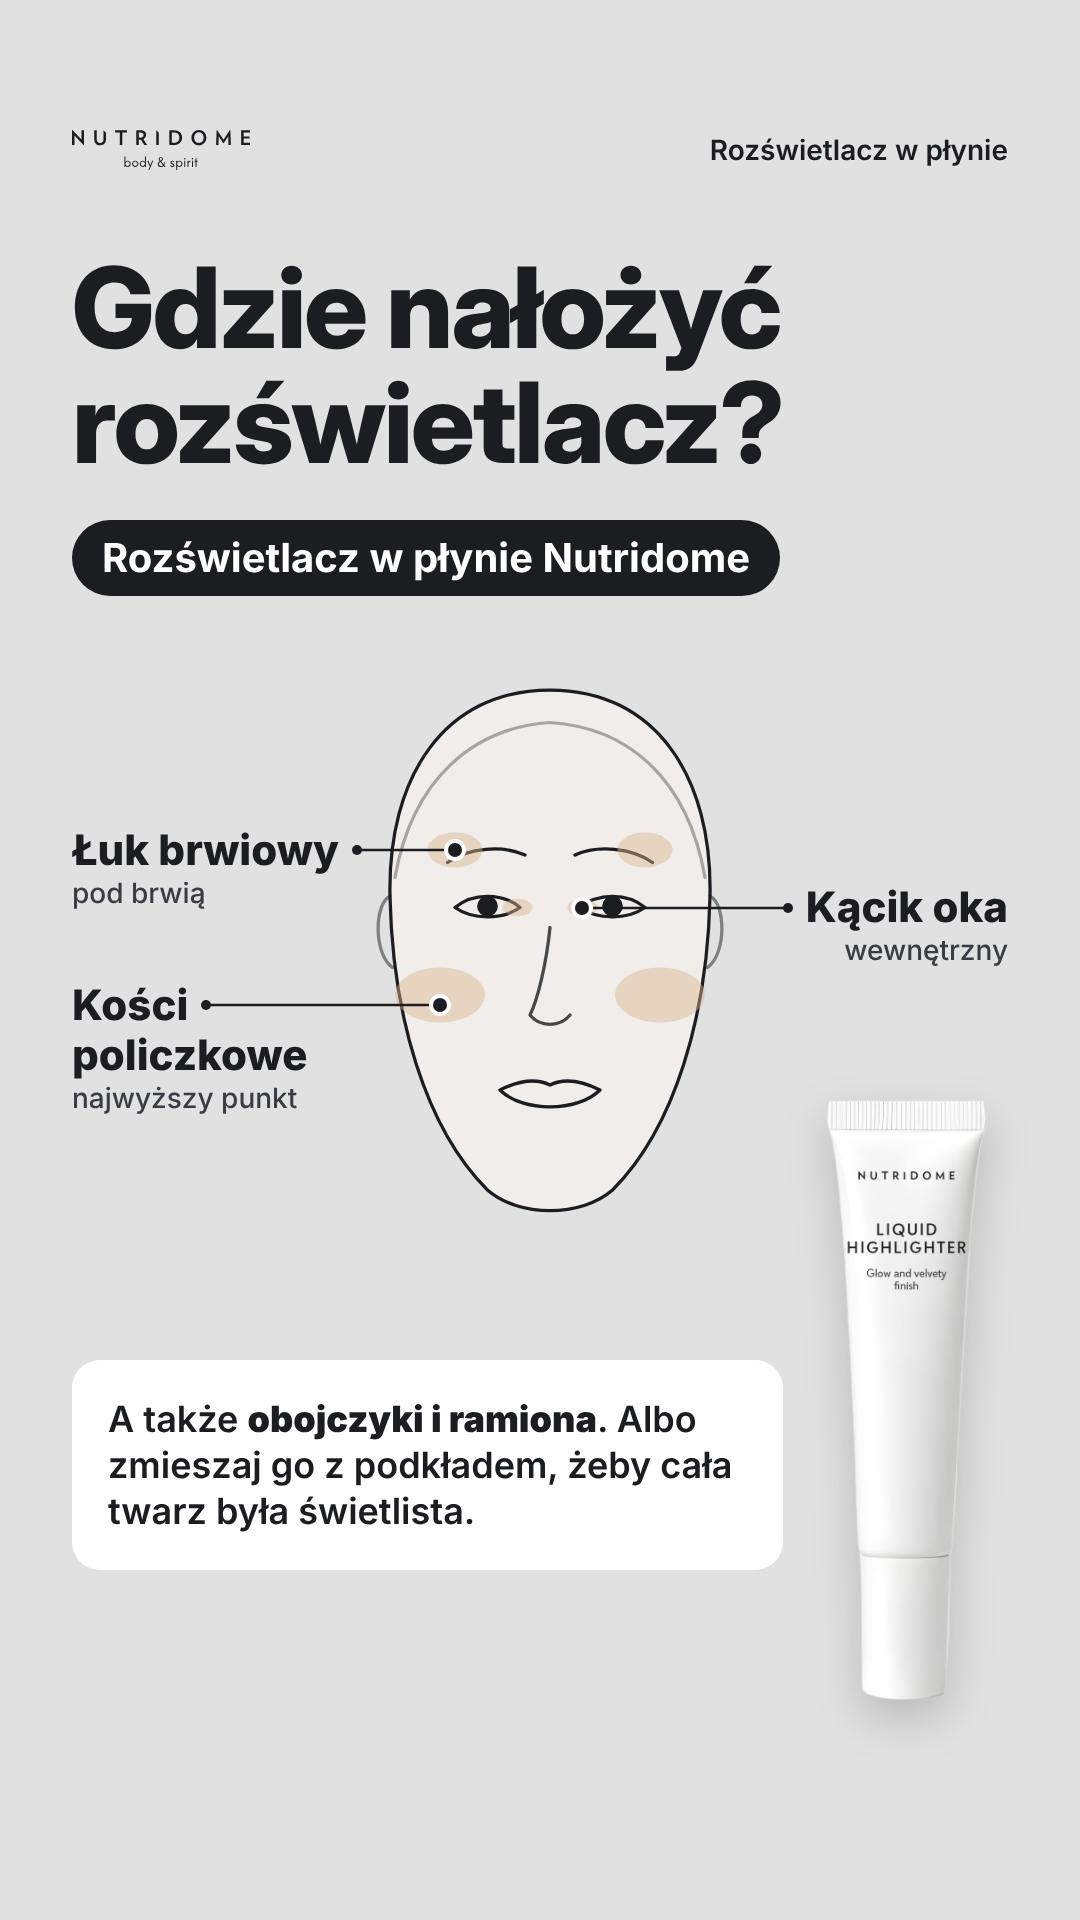 NUTRIDOME
body & spirit
Rozświetlacz w płynie
Gdzie nałożyć
rozświetlacz?
Rozświetlacz w płynie Nutridome
Łuk brwiowy
pod brwią
Kącik oka
wewnętrzny
Kości
policzkowe
najwyższy punkt
NUTRIDOME
LIQUID
HIGHLIGHTER
Glow and velvety
finish
A także obojczyki i ramiona. Albo
zmieszaj go z podkładem, żeby cała
twarz była świetlista.